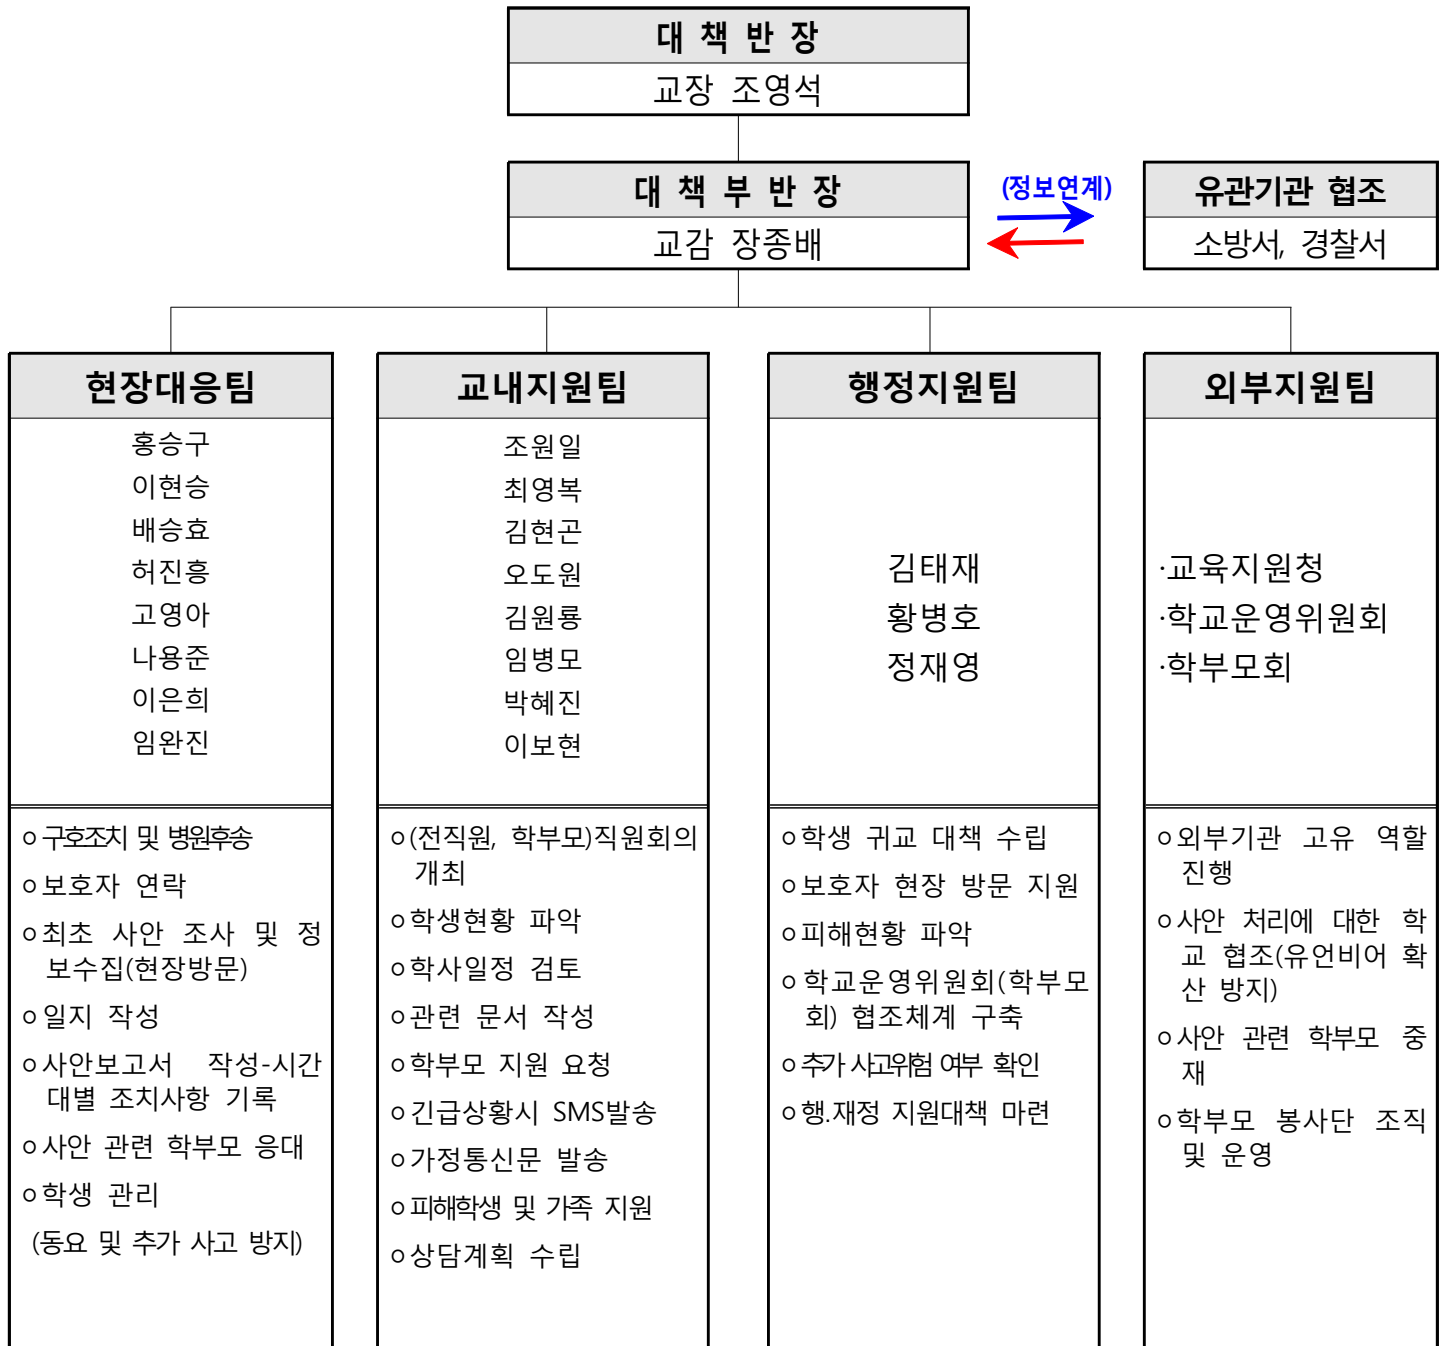 대 책 반 장
교장 조영석
대 책 부 반 장
교감 장종배
(정보연계)
유관기관 협조
소방서, 경찰서
현장대응팀
홍승구
이현승
배승효
허진흥
고영아
나용준
이은희
임완진
ㅇ구호조치 및 병원후송
ㅇ보호자 연락
ㅇ최초 사안 조사 및 정
보수집(현장방문)
ㅇ일지 작성
ㅇ사안보고서 작성-시간
대별 조치사항 기록
ㅇ사안 관련 학부모 응대
ㅇ학생 관리
(동요 및 추가 사고 방지)
교내지원팀
조원일
최영복
김현곤
오도원
김원룡
임병모
박혜진
이보현
ㅇ(전직원, 학부모)직원회의
개최
ㅇ학생현황 파악
ㅇ학사일정 검토
ㅇ관련 문서 작성
ㅇ학부모 지원 요청
ㅇ긴급상황시 SMS발송
ㅇ가정통신문 발송
ㅇ피해학생 및 가족 지원
ㅇ상담계획 수립
행정지원팀
김태재
황병호
정재영
ㅇ학생 귀교 대책 수립
ㅇ보호자 현장 방문 지원
ㅇ피해현황 파악
ㅇ학교운영위원회(학부모
회) 협조체계 구축
ㅇ추가 사고위험 여부 확인
ㅇ행.재정 지원대책 마련
외부지원팀
·교육지원청
·학교운영위원회
·학부모회
ㅇ외부기관 고유 역할
진행
ㅇ사안 처리에 대한 학
교 협조(유언비어 확
산 방지)
ㅇ사안 관련 학부모 중
재
ㅇ학부모 봉사단 조직
및 운영